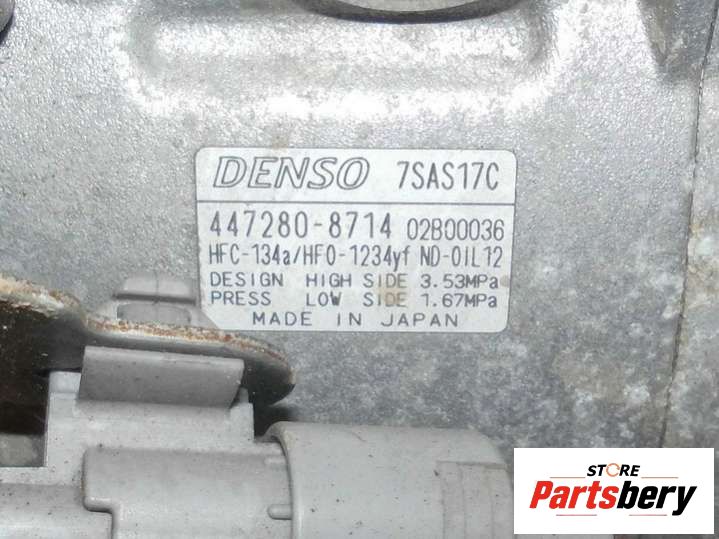 DENSO 7SAS17C
447280-8714 02B00036
HFC-134a/HFO-1234yf ND-OIL12
DESIGN HIGH SIDE 3.53MPa
PRESS LOW SIDE 1.67MPa
MADE IN JAPAN
STORE
Partsbery